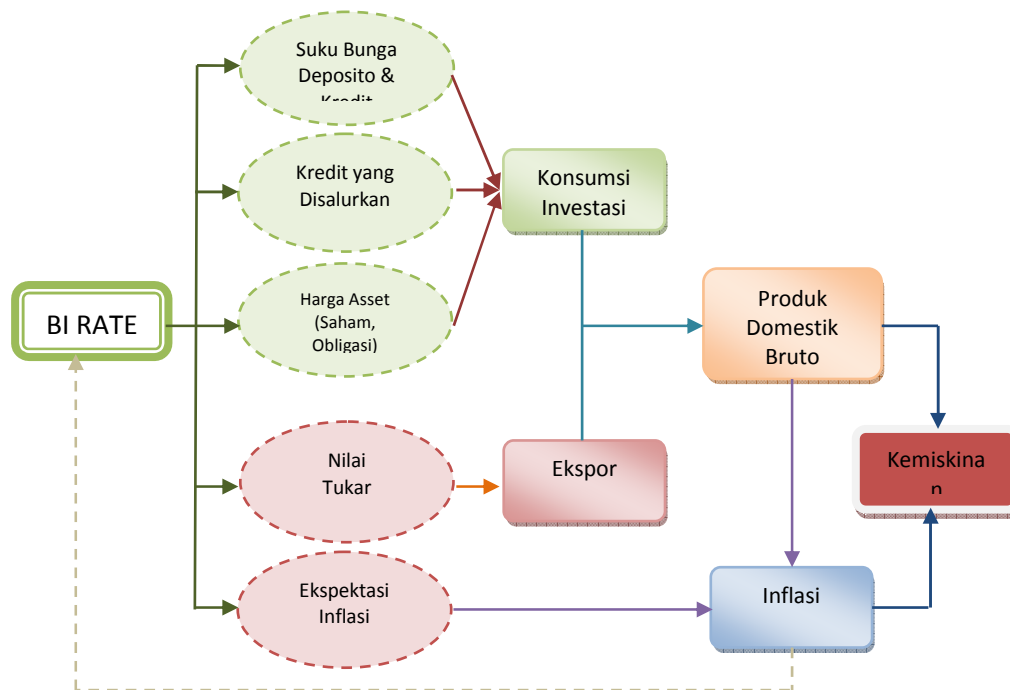 Suku Bunga
Deposito &
Kredit
Kredit yang
Disalurkan
Harga Asset
(Saham,
Obligasi)
BI RATE
Nilai
Tukar
Ekspektasi
Inflasi
Konsumsi
Investasi
Ekspor
Produk
Domestik
Bruto
Inflasi
Kemiskina
n